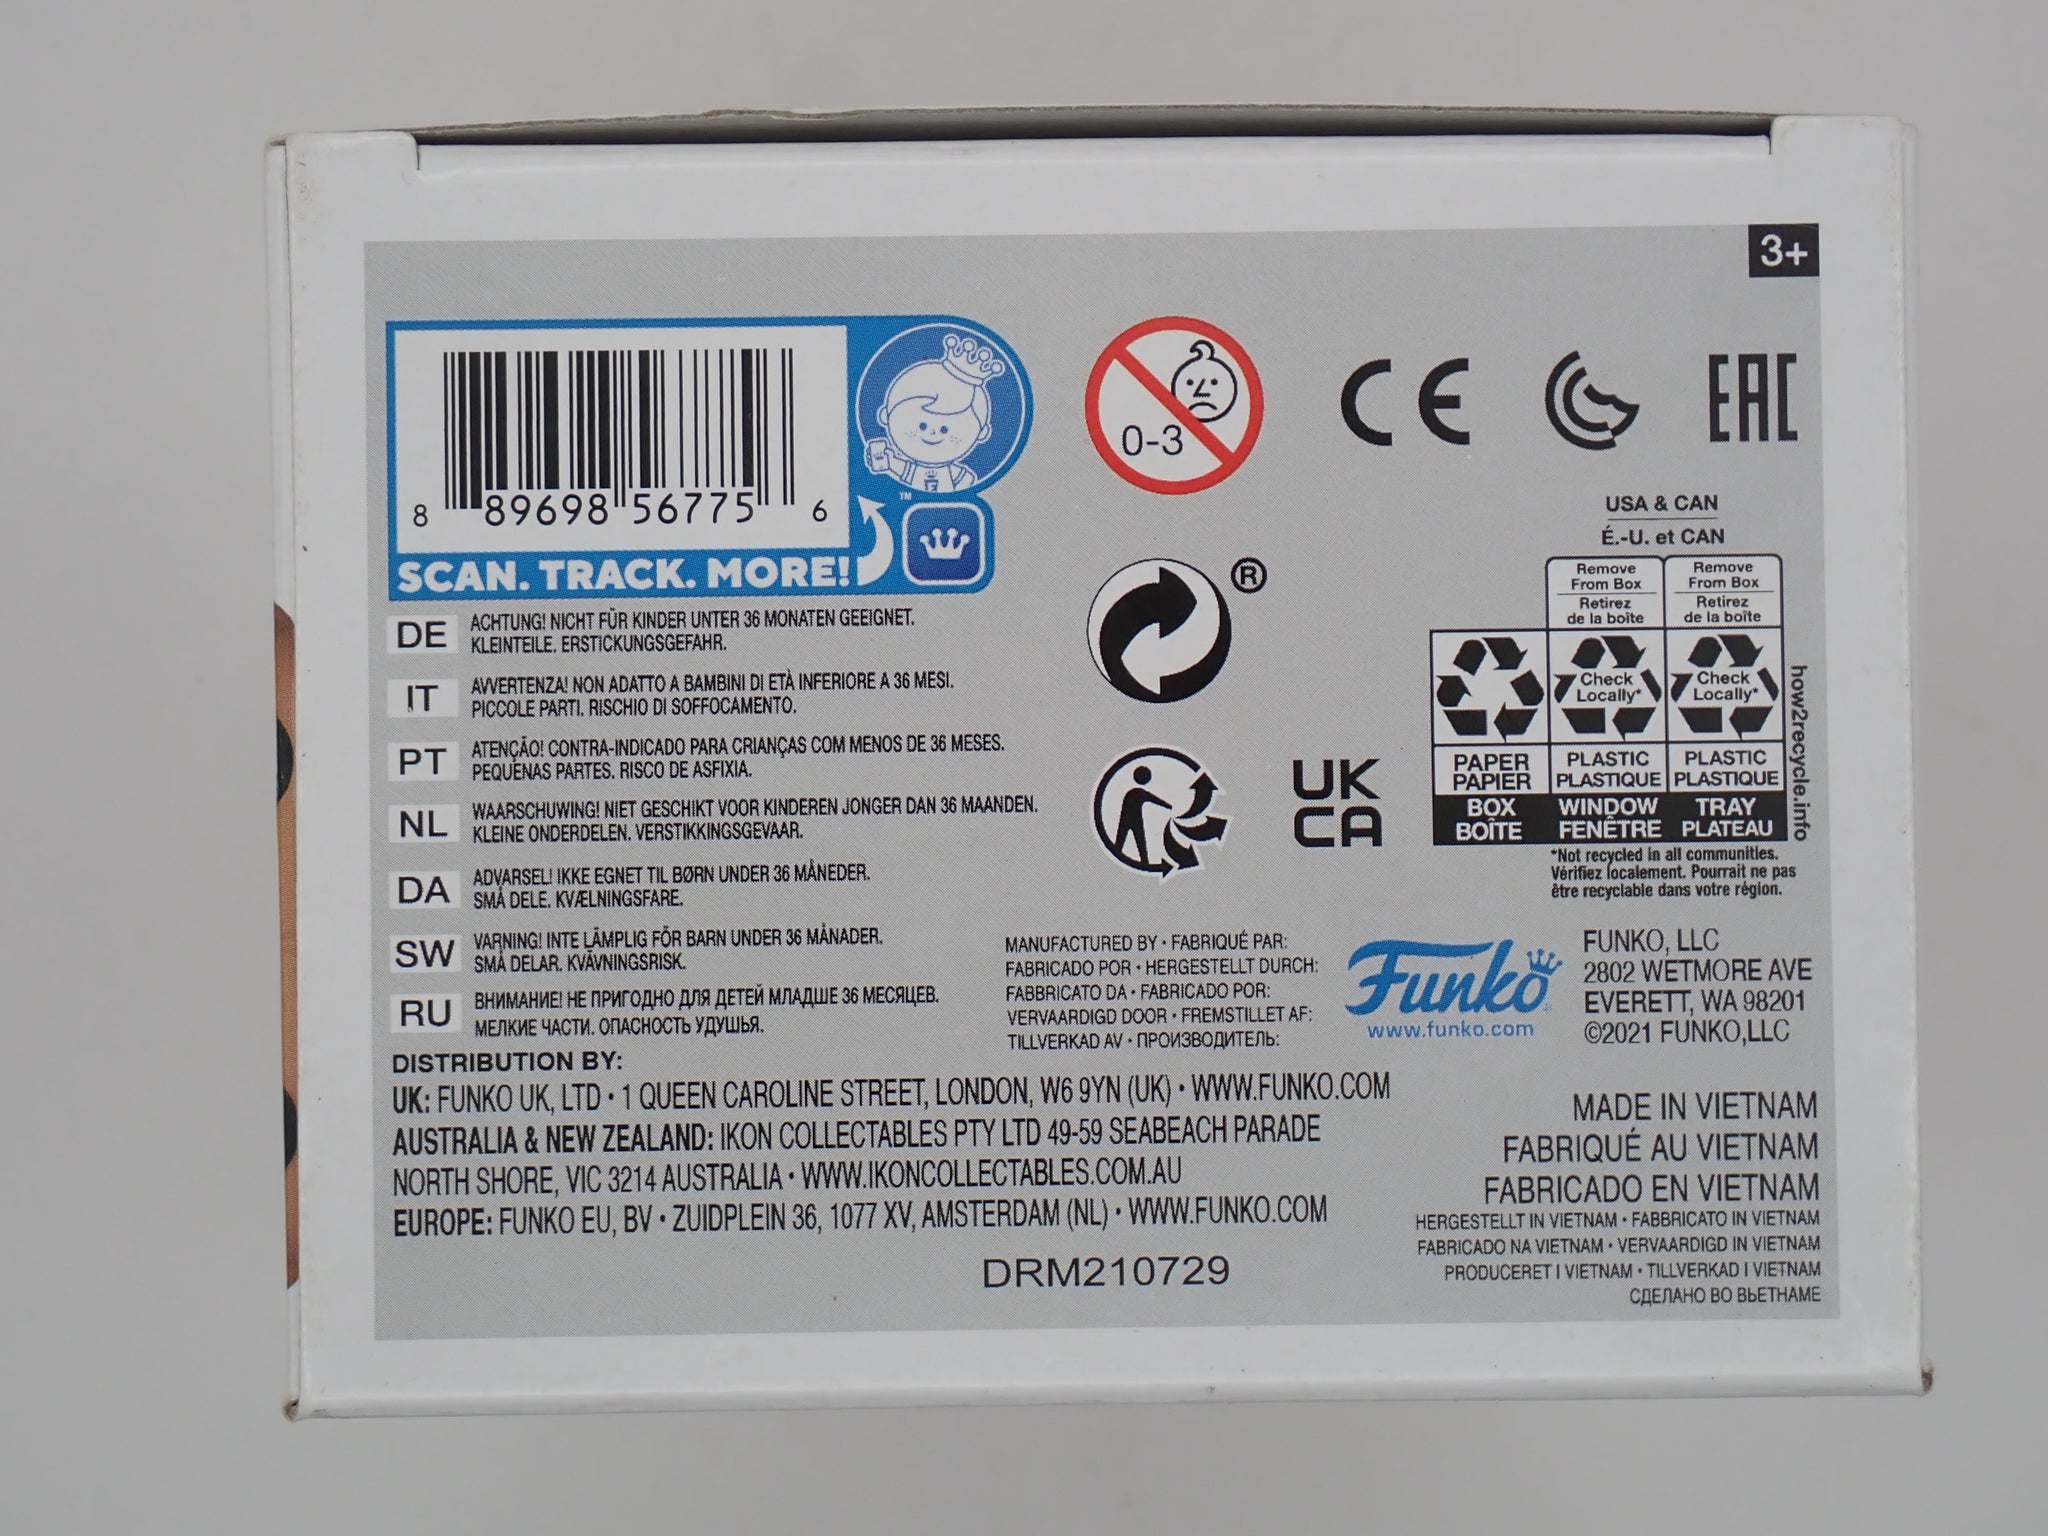 3+
8 89698 56775 6
TM
SCAN. TRACK. MORE!
0-3
CE
EAC
USA & CAN
É.-U. et CAN
Remove From Box
Retirez de la boîte
Remove From Box
Retirez de la boîte
Check Locally*
Check Locally*
PAPER PAPIER
PLASTIC PLASTIQUE
PLASTIC PLASTIQUE
BOX BOÎTE
WINDOW FENÊTRE
TRAY PLATEAU
how2recycle.info
*Not recycled in all communities.
Vérifiez localement. Pourrait ne pas
être recyclable dans votre région.
®
UK
CA
DE ACHTUNG! NICHT FÜR KINDER UNTER 36 MONATEN GEEIGNET.
KLEINTEILE. ERSTICKUNGSGEFAHR.
IT AVVERTENZA! NON ADATTO A BAMBINI DI ETÀ INFERIORE A 36 MESI.
PICCOLE PARTI. RISCHIO DI SOFFOCAMENTO.
PT ATENÇÃO! CONTRA-INDICADO PARA CRIANÇAS COM MENOS DE 36 MESES.
PEQUENAS PARTES. RISCO DE ASFIXIA.
NL WAARSCHUWING! NIET GESCHIKT VOOR KINDEREN JONGER DAN 36 MAANDEN.
KLEINE ONDERDELEN. VERSTIKKINGSGEVAAR.
DA ADVARSEL! IKKE EGNET TIL BØRN UNDER 36 MÅNEDER.
SMÅ DELE. KVÆLNINGSFARE.
SW VARNING! INTE LÄMPLIG FÖR BARN UNDER 36 MÅNADER.
SMÅ DELAR. KVÄVNINGSRISK.
RU ВНИМАНИЕ! НЕ ПРИГОДНО ДЛЯ ДЕТЕЙ МЛАДШЕ 36 МЕСЯЦЕВ.
МЕЛКИЕ ЧАСТИ. ОПАСНОСТЬ УДУШЬЯ.
MANUFACTURED BY • FABRIQUÉ PAR:
FABRICADO POR • HERGESTELLT DURCH:
FABBRICATO DA • FABRICADO POR:
VERVAARDIGD DOOR • FREMSTILLET AF:
TILLVERKAD AV • ПРОИЗВОДИТЕЛЬ:
Funko
www.funko.com
FUNKO, LLC
2802 WETMORE AVE
EVERETT, WA 98201
©2021 FUNKO,LLC
DISTRIBUTION BY:
UK: FUNKO UK, LTD • 1 QUEEN CAROLINE STREET, LONDON, W6 9YN (UK) • WWW.FUNKO.COM
AUSTRALIA & NEW ZEALAND: IKON COLLECTABLES PTY LTD 49-59 SEABEACH PARADE
NORTH SHORE, VIC 3214 AUSTRALIA • WWW.IKONCOLLECTABLES.COM.AU
EUROPE: FUNKO EU, BV • ZUIDPLEIN 36, 1077 XV, AMSTERDAM (NL) • WWW.FUNKO.COM
DRM210729
MADE IN VIETNAM
FABRIQUÉ AU VIETNAM
FABRICADO EN VIETNAM
HERGESTELLT IN VIETNAM • FABBRICATO IN VIETNAM
FABRICADO NA VIETNAM • VERVAARDIGD IN VIETNAM
PRODUCERET I VIETNAM • TILLVERKAD I VIETNAM
СДЕЛАНО ВО ВЬЕТНАМЕ